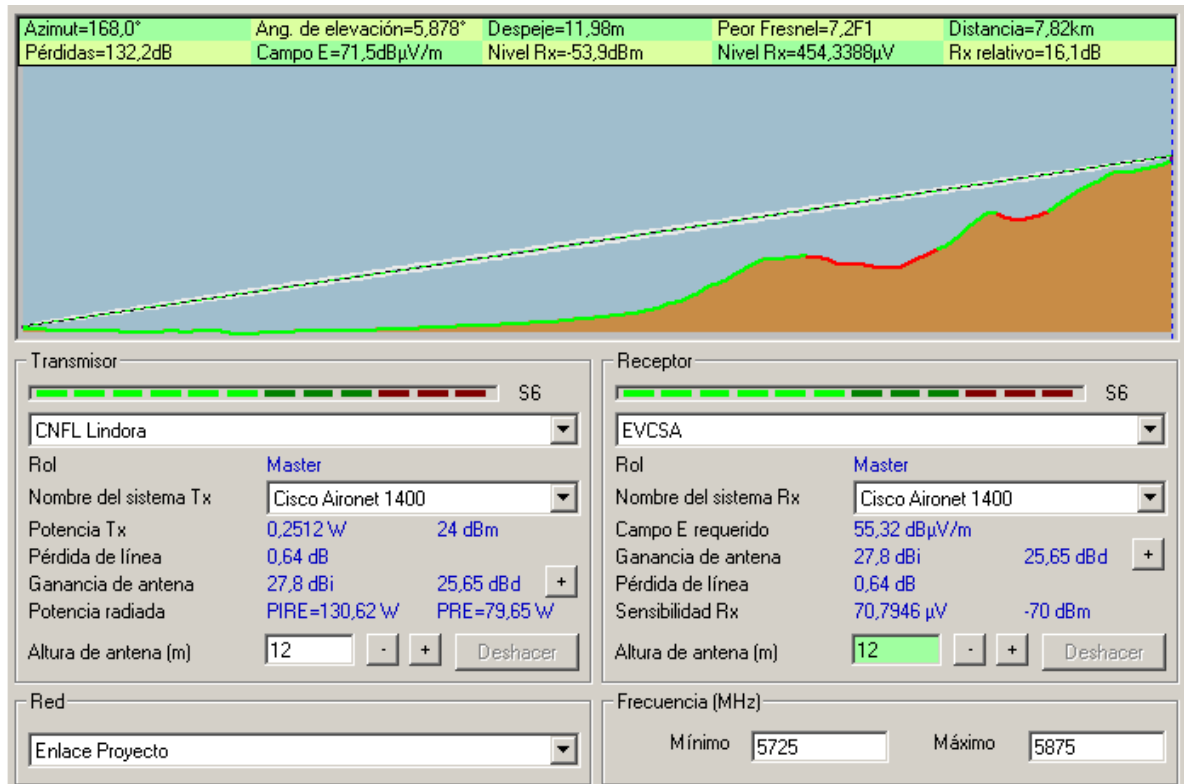 Azimut=168,0° Ang. de elevación=5,878° Despeje=11,98m Peor Fresnel=7,2F1 Distancia=7,82km
Pérdidas=132,2dB Campo E=71,5dBµV/m Nivel Rx=-53,9dBm Nivel Rx=454,3388µV Rx relativo=16,1dB
Transmisor
S6
CNFL Lindora
Rol Master
Nombre del sistema Tx Cisco Aironet 1400
Potencia Tx 0,2512 W 24 dBm
Pérdida de línea 0,64 dB
Ganancia de antena 27,8 dBi 25,65 dBd +
Potencia radiada PIRE=130,62 W PRE=79,65 W
Altura de antena (m) 12 - + Deshacer
Receptor
S6
EVCSA
Rol Master
Nombre del sistema Rx Cisco Aironet 1400
Campo E requerido 55,32 dBµV/m
Ganancia de antena 27,8 dBi 25,65 dBd +
Pérdida de línea 0,64 dB
Sensibilidad Rx 70,7946 µV -70 dBm
Altura de antena (m) 12 - + Deshacer
Red
Enlace Proyecto
Frecuencia (MHz)
Mínimo 5725 Máximo 5875